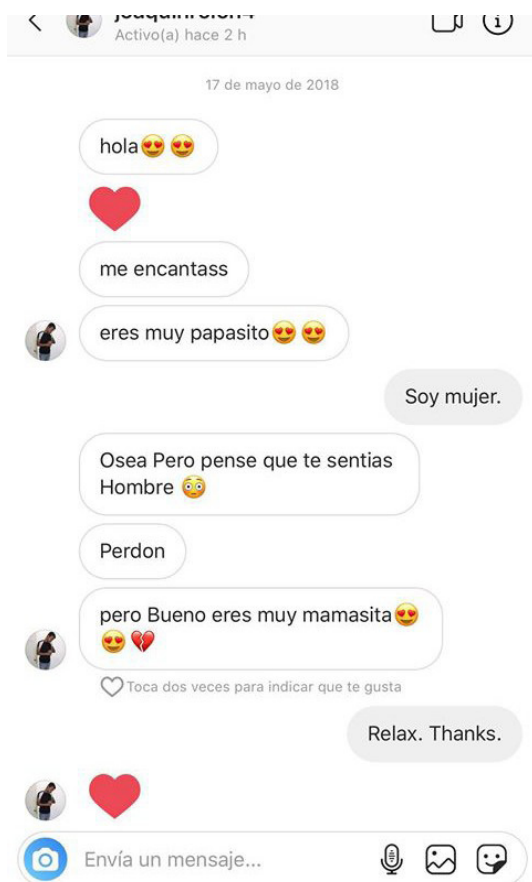 Activo(a) hace 2 h
17 de mayo de 2018
hola😍😍
me encantass
eres muy papasito😍😍
Soy mujer.
Osea Pero pense que te sentias
Hombre 😳
Perdon
pero Bueno eres muy mamasita😍
😍💔
Toca dos veces para indicar que te gusta
Relax. Thanks.
Envía un mensaje...